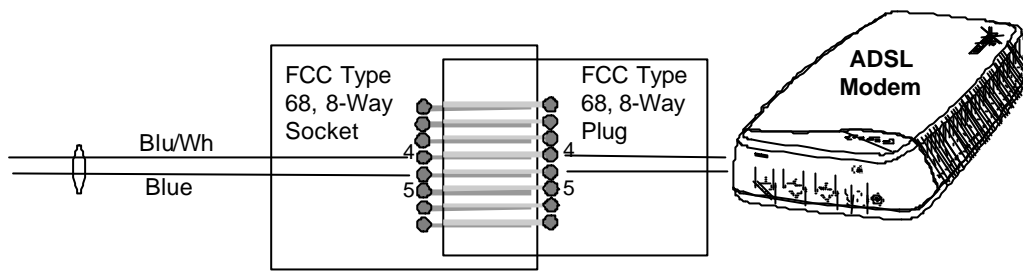 FCC Type
68, 8-Way
Socket
FCC Type
68, 8-Way
Plug
ADSL
Modem
Blu/Wh
Blue
4
5
4
5